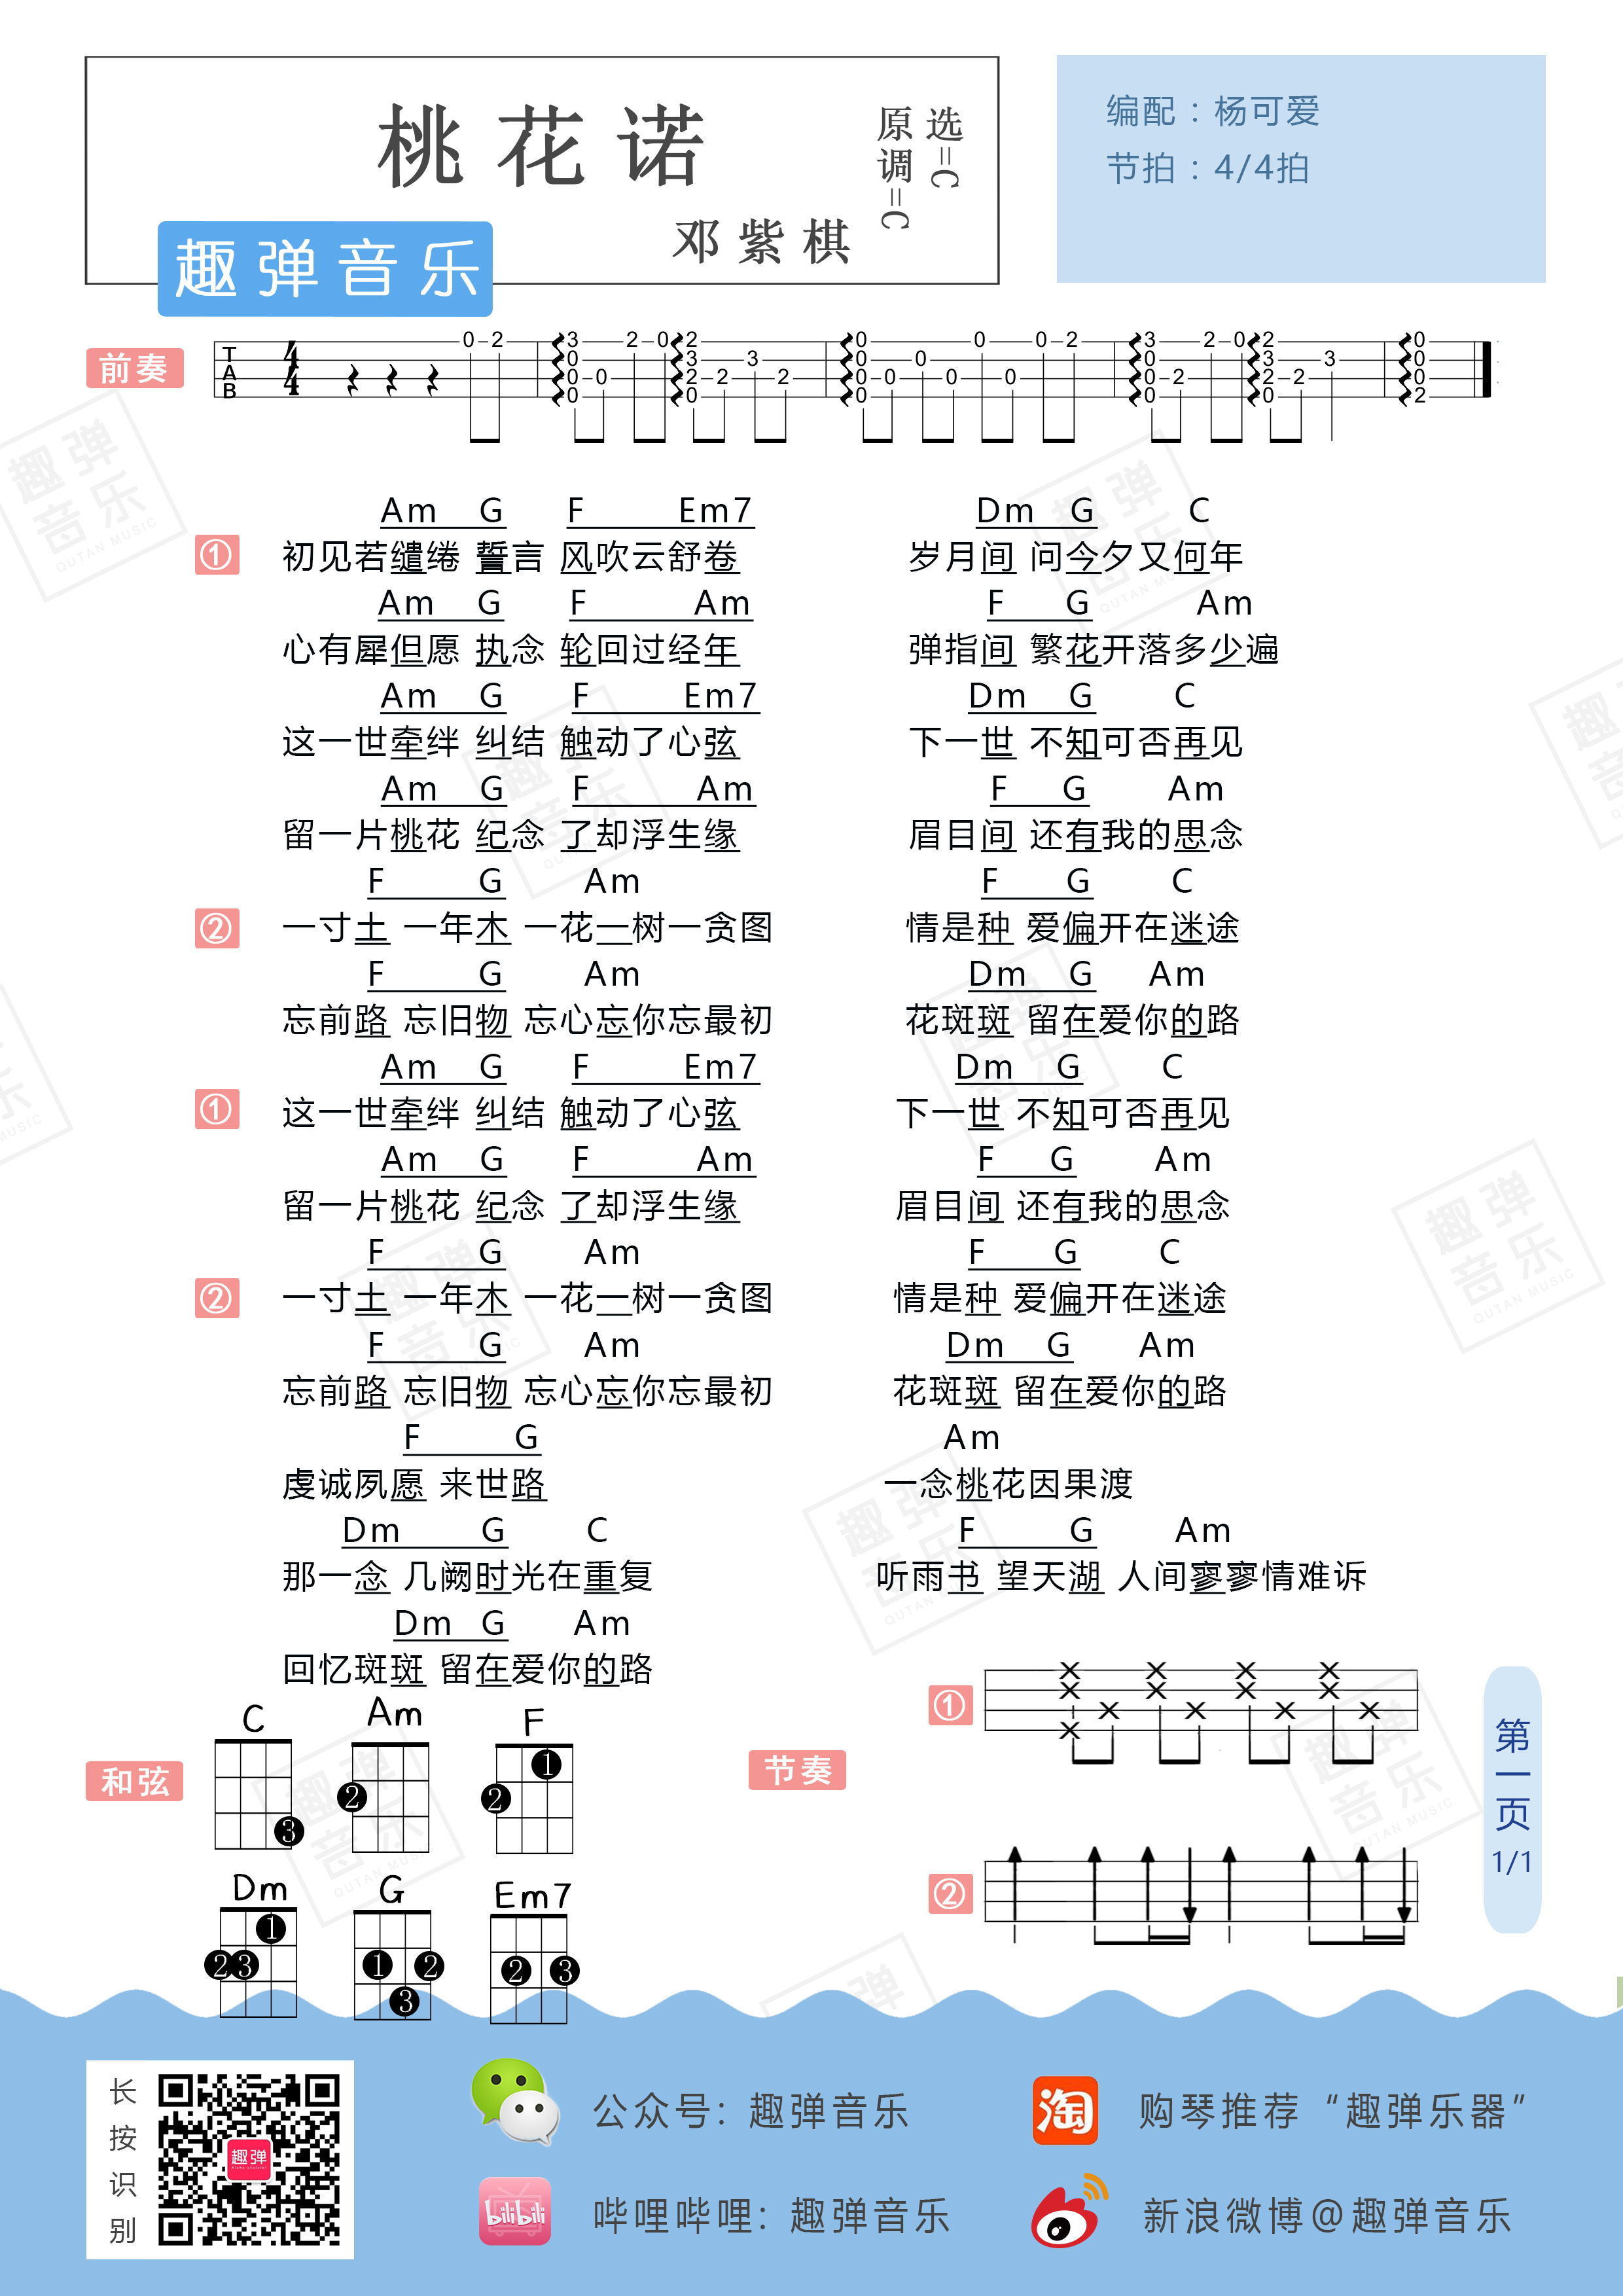 桃花诺
原调=C
选=C
邓紫棋
趣弹音乐
编配：杨可爱
节拍：4/4拍
前奏
Am G F Em7 Dm G C
① 初见若缱绻 誓言 风吹云舒卷 岁月间 问今夕又何年
Am G F Am F G Am
心有犀但愿 执念 轮回过经年 弹指间 繁花开落多少遍
Am G F Em7 Dm G C
这一世牵绊 纠结 触动了心弦 下一世 不知可否再见
Am G F Am F G Am
留一片桃花 纪念 了却浮生缘 眉目间 还有我的思念
F G Am F G C
② 一寸土 一年木 一花一树一贪图 情是种 爱偏开在迷途
F G Am Dm G Am
忘前路 忘旧物 忘心忘你忘最初 花斑斑 留在爱你的路
Am G F Em7 Dm G C
① 这一世牵绊 纠结 触动了心弦 下一世 不知可否再见
Am G F Am F G Am
留一片桃花 纪念 了却浮生缘 眉目间 还有我的思念
F G Am F G C
② 一寸土 一年木 一花一树一贪图 情是种 爱偏开在迷途
F G Am Dm G Am
忘前路 忘旧物 忘心忘你忘最初 花斑斑 留在爱你的路
F G Am
虔诚夙愿 来世路 一念桃花因果渡
Dm G C F G Am
那一念 几阙时光在重复 听雨书 望天湖 人间寥寥情难诉
Dm G Am
回忆斑斑 留在爱你的路
和弦
C Am F
Dm G Em7
节奏
①
②
第一页
1/1
长按识别
趣弹
公众号：趣弹音乐
购琴推荐“趣弹乐器”
bilibili
哔哩哔哩：趣弹音乐
淘
新浪微博@趣弹音乐